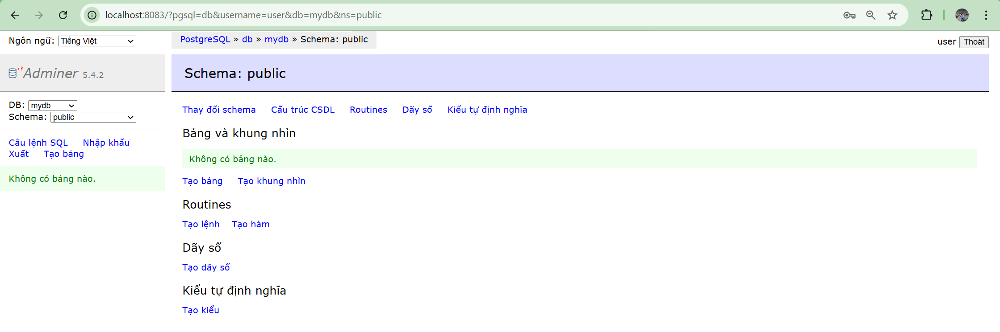 localhost:8083/?pgsql=db&username=user&db=mydb&ns=public
Ngôn ngữ: Tiếng Việt
PostgreSQL » db » mydb » Schema: public
user Thoát
Adminer 5.4.2
Schema: public
DB: mydb
Schema: public
Câu lệnh SQL Nhập khẩu
Xuất Tạo bảng
Không có bảng nào.
Thay đổi schema Cấu trúc CSDL Routines Dãy số Kiểu tự định nghĩa
Bảng và khung nhìn
Không có bảng nào.
Tạo bảng Tạo khung nhìn
Routines
Tạo lệnh Tạo hàm
Dãy số
Tạo dãy số
Kiểu tự định nghĩa
Tạo kiểu